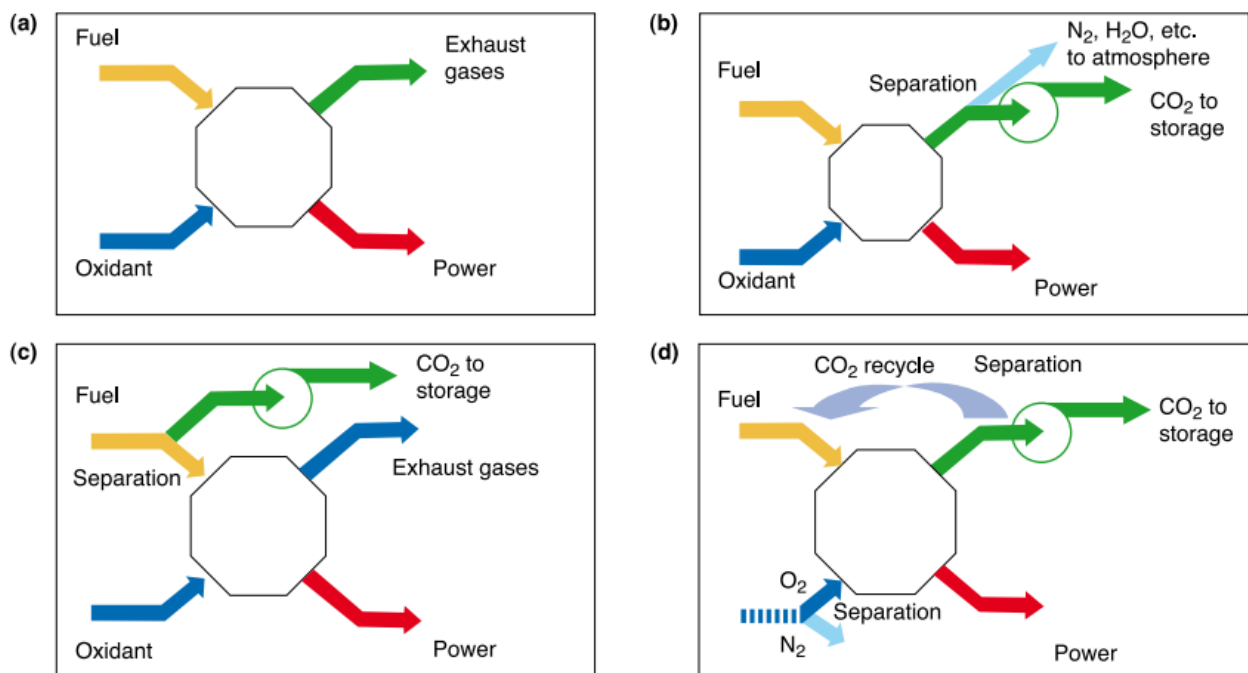 (a)
Fuel
Exhaust
gases
Oxidant
Power
(b)
N₂, H₂O, etc.
to atmosphere
Fuel
Separation
CO₂ to
storage
Oxidant
Power
(c)
CO₂ to
storage
Fuel
Separation
Exhaust gases
Oxidant
Power
(d)
CO₂ recycle
Separation
Fuel
CO₂ to
storage
O₂
Separation
N₂
Power